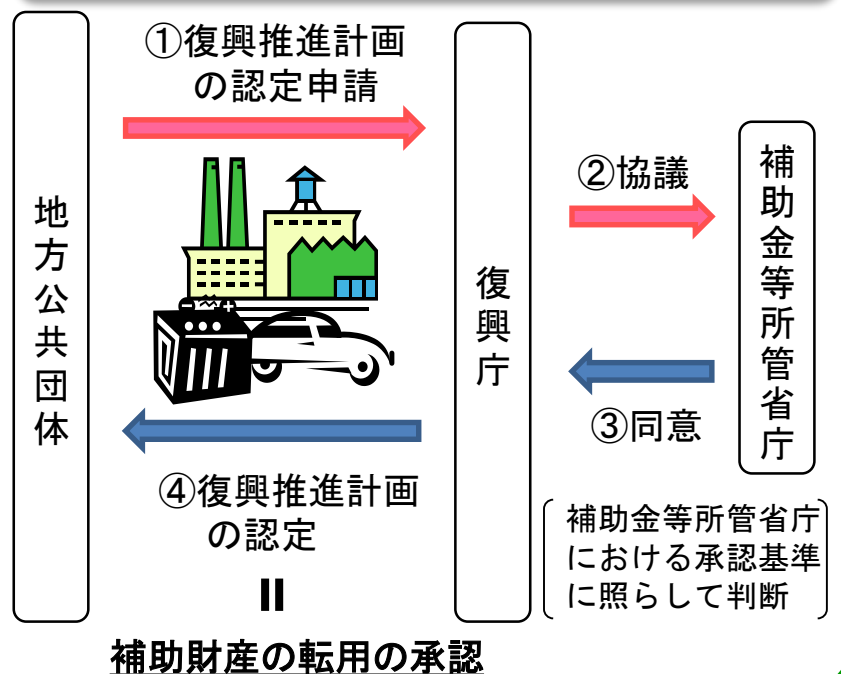 ①復興推進計画
の認定申請
地方公共団体
復興庁
②協議
補助金等所管省庁
③同意
④復興推進計画
の認定
補助金等所管省庁
における承認基準
に照らして判断
＝
補助財産の転用の承認